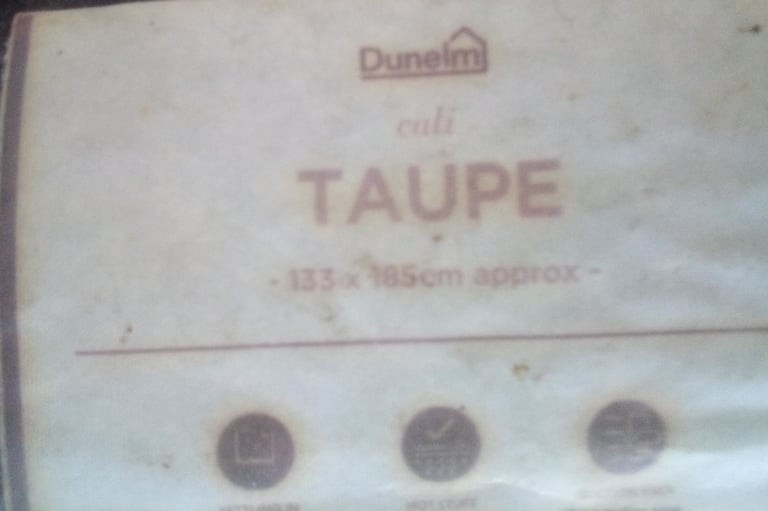 Dunelm
cali
TAUPE
- 133 x 185cm approx -